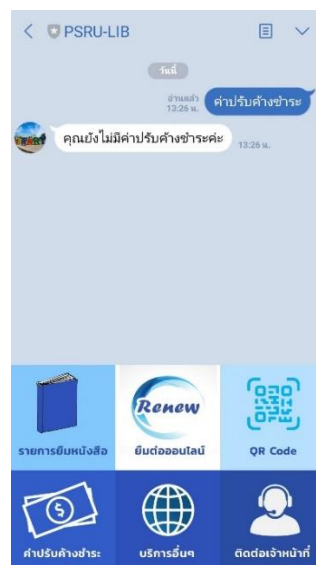 PSRU-LIB
วันนี้
อ่านแล้ว
13:26 น.
ค่าปรับค้างชำระ
คุณยังไม่มีค่าปรับค้างชำระค่ะ
13:26 น.
Renew
รายการยืมหนังสือ
ยืมต่อออนไลน์
QR Code
ค่าปรับค้างชำระ
บริการอื่นๆ
ติดต่อเจ้าหน้าที่